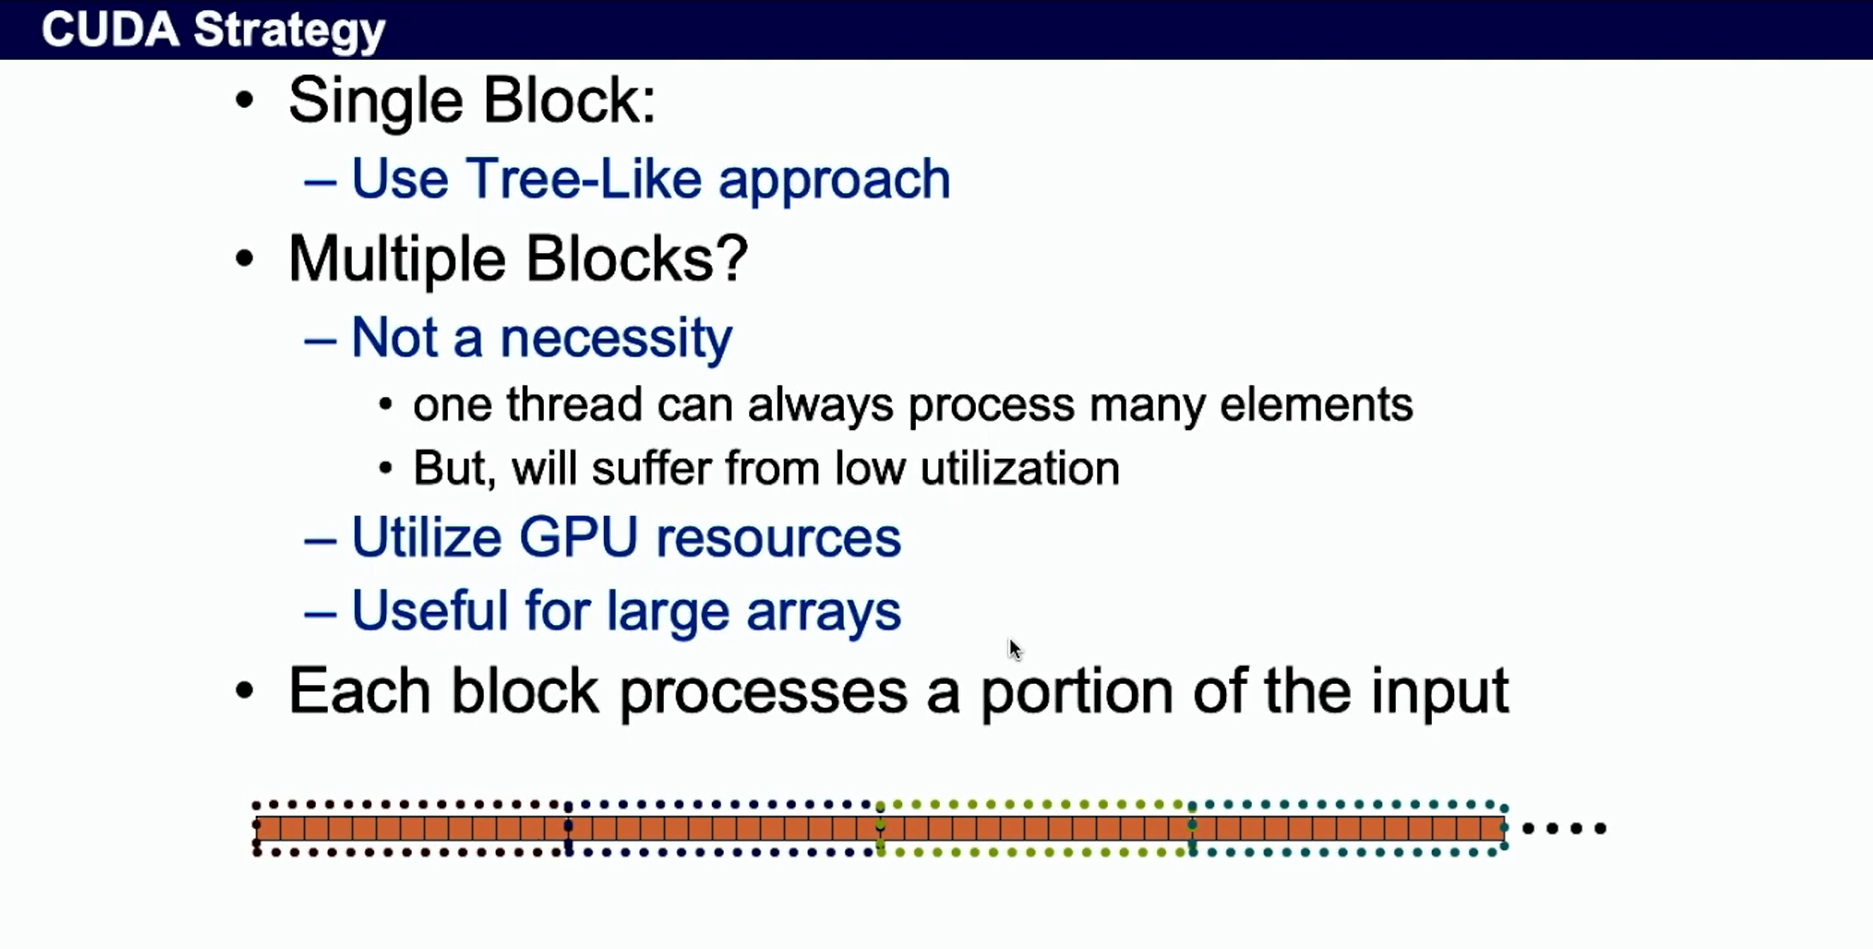 CUDA Strategy
• Single Block:
– Use Tree-Like approach
• Multiple Blocks?
– Not a necessity
• one thread can always process many elements
• But, will suffer from low utilization
– Utilize GPU resources
– Useful for large arrays
• Each block processes a portion of the input